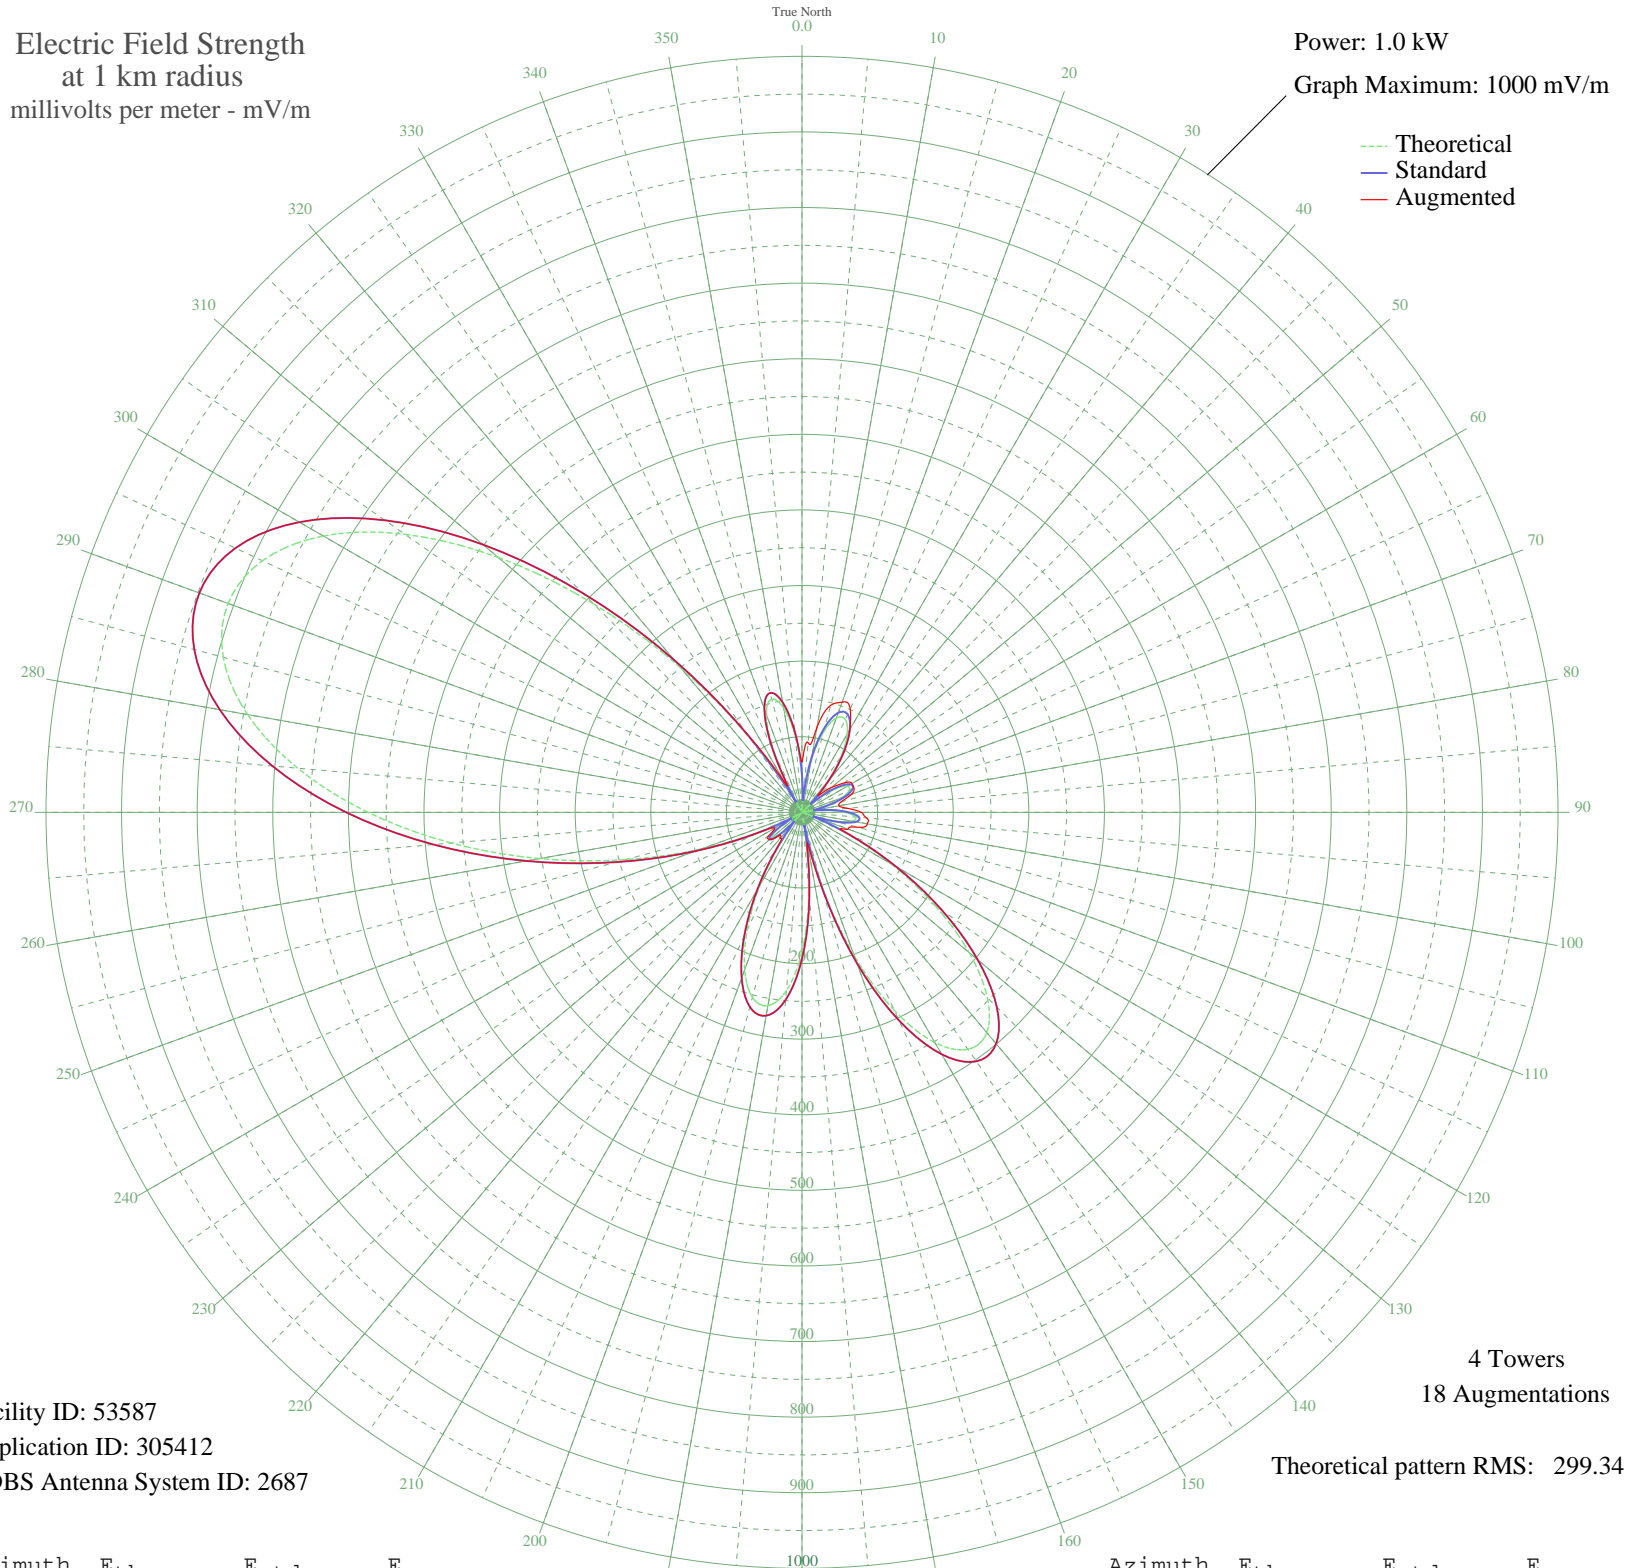 True North
0.0
Electric Field Strength
at 1 km radius
millivolts per meter - mV/m
Power: 1.0 kW
Graph Maximum: 1000 mV/m
Theoretical
Standard
Augmented
350
10
340
20
330
30
320
40
310
50
300
60
290
70
280
80
270
90
260
100
250
110
240
120
230
130
220
140
210
150
200
160
200
300
400
500
600
700
800
900
1000
4 Towers
18 Augmentations
Theoretical pattern RMS: 299.34
cility ID: 53587
plication ID: 305412
DBS Antenna System ID: 2687
Azimuth